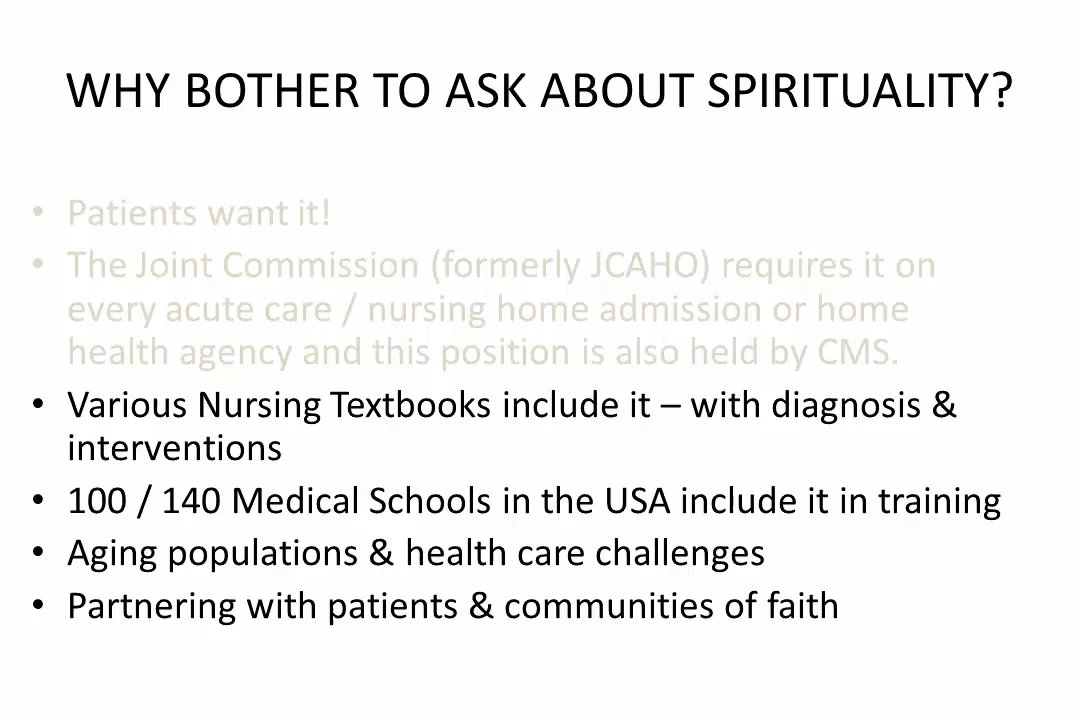 WHY BOTHER TO ASK ABOUT SPIRITUALITY?
• Patients want it!
• The Joint Commission (formerly JCAHO) requires it on
every acute care / nursing home admission or home
health agency and this position is also held by CMS.
• Various Nursing Textbooks include it – with diagnosis &
interventions
• 100 / 140 Medical Schools in the USA include it in training
• Aging populations & health care challenges
• Partnering with patients & communities of faith